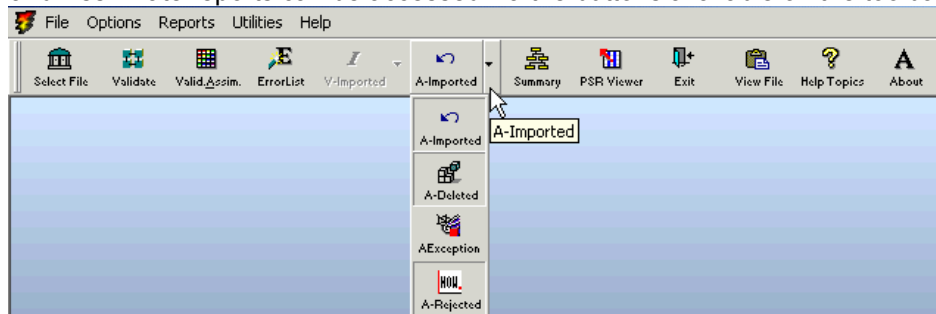 File Options Reports Utilities Help
Select File Validate Valid.Assim. ErrorList V-Imported A-Imported Summary PSR Viewer Exit View File Help Topics About
A-Imported
A-Imported
A-Deleted
AException
HOW.
A-Rejected